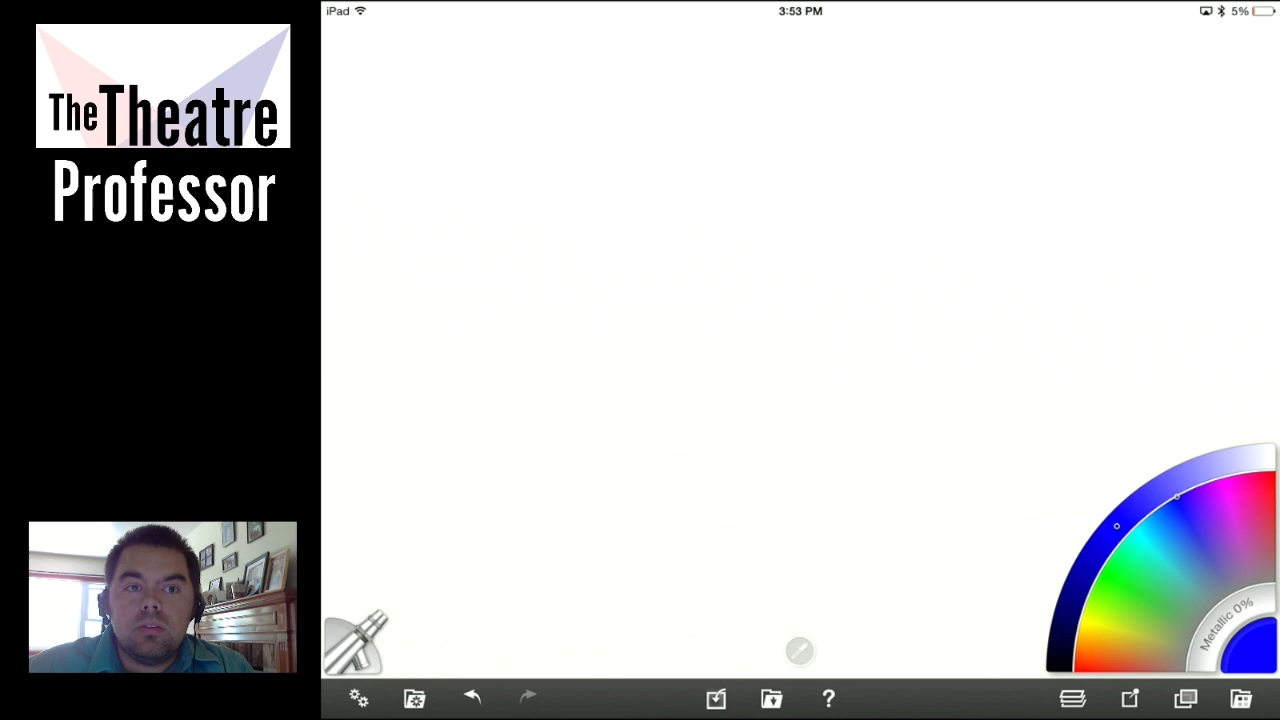 The Theatre
Professor
iPad
3:53 PM
5%
Metallic 0%
?